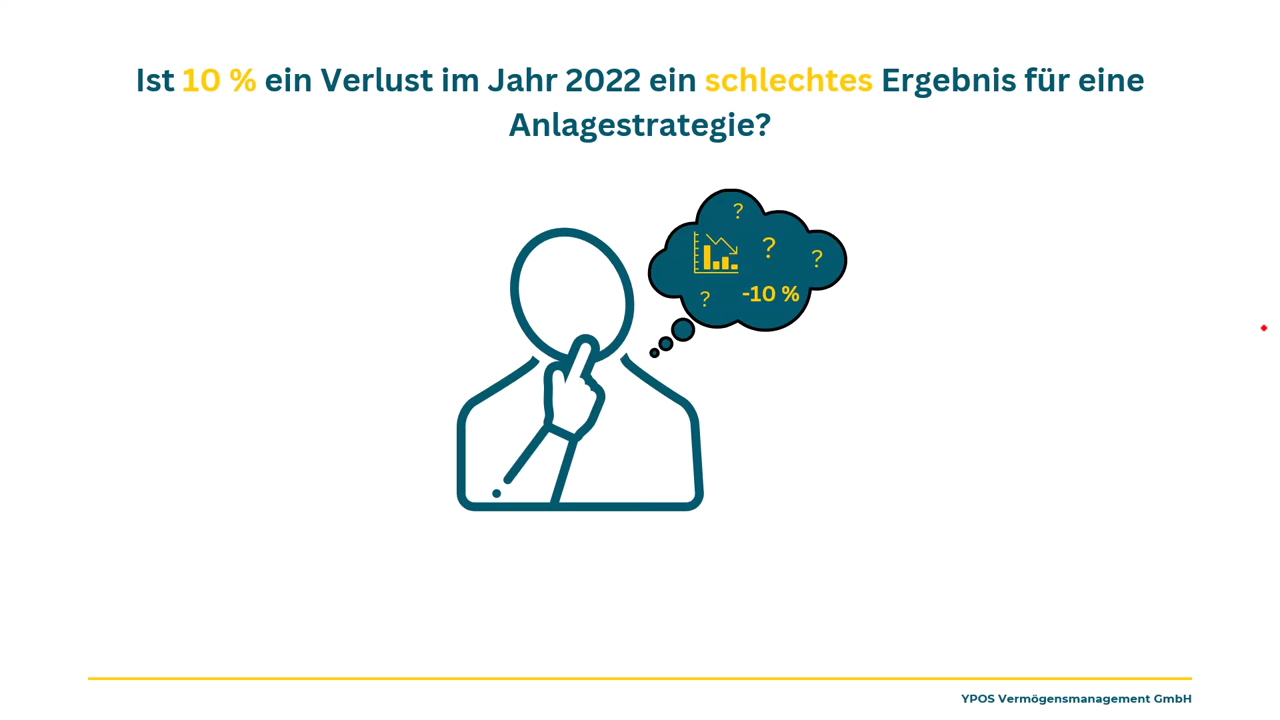 Ist 10 % ein Verlust im Jahr 2022 ein schlechtes Ergebnis für eine
Anlagestrategie?
?
?
?
?
-10 %
YPOS Vermögensmanagement GmbH